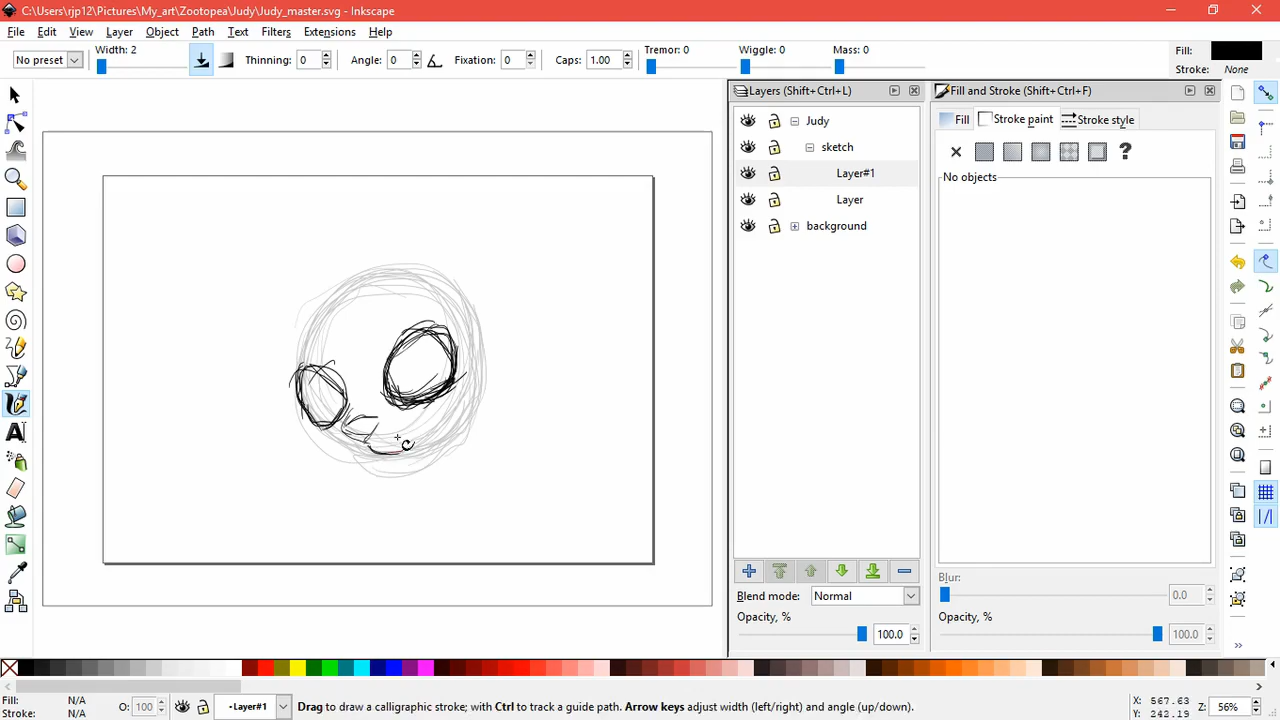 C:\Users\rjp12\Pictures\My_art\Zootopea\Judy\Judy_master.svg - Inkscape
File Edit View Layer Object Path Text Filters Extensions Help
No preset Width: 2 Thinning: 0 Angle: 0 Fixation: 0 Caps: 1.00 Tremor: 0 Wiggle: 0 Mass: 0 Fill:
Stroke: None
Layers (Shift+Ctrl+L) Fill and Stroke (Shift+Ctrl+F)
Judy Fill Stroke paint Stroke style
sketch
?
Layer#1 No objects
Layer
background
Blur:
0.0
Blend mode: Normal
Opacity, % Opacity, %
100.0 100.0
Fill: N/A O: 100 •Layer#1 Drag to draw a calligraphic stroke; with Ctrl to track a guide path. Arrow keys adjust width (left/right) and angle (up/down). X: 567.63 Z: 56%
Stroke: N/A Y: 242.19